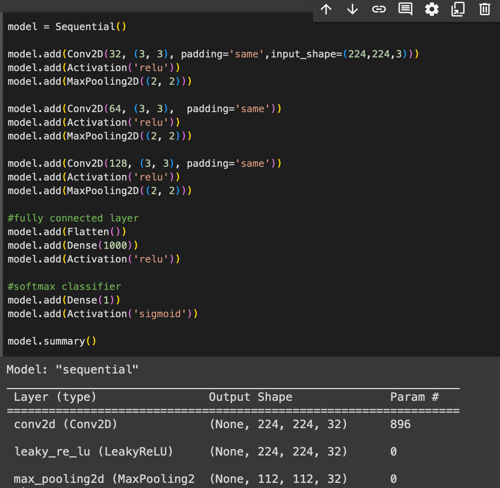 model = Sequential()
model.add(Conv2D(32, (3, 3), padding='same',input_shape=(224,224,3)))
model.add(Activation('relu'))
model.add(MaxPooling2D((2, 2)))
model.add(Conv2D(64, (3, 3),  padding='same'))
model.add(Activation('relu'))
model.add(MaxPooling2D((2, 2)))
model.add(Conv2D(128, (3, 3), padding='same'))
model.add(Activation('relu'))
model.add(MaxPooling2D((2, 2)))
#fully connected layer
model.add(Flatten())
model.add(Dense(1000))
model.add(Activation('relu'))
#softmax classifier
model.add(Dense(1))
model.add(Activation('sigmoid'))
model.summary()
Model: "sequential"
Layer (type) Output Shape Param #
=================================================================
conv2d (Conv2D) (None, 224, 224, 32) 896
leaky_re_lu (LeakyReLU) (None, 224, 224, 32) 0
max_pooling2d (MaxPooling2 (None, 112, 112, 32) 0